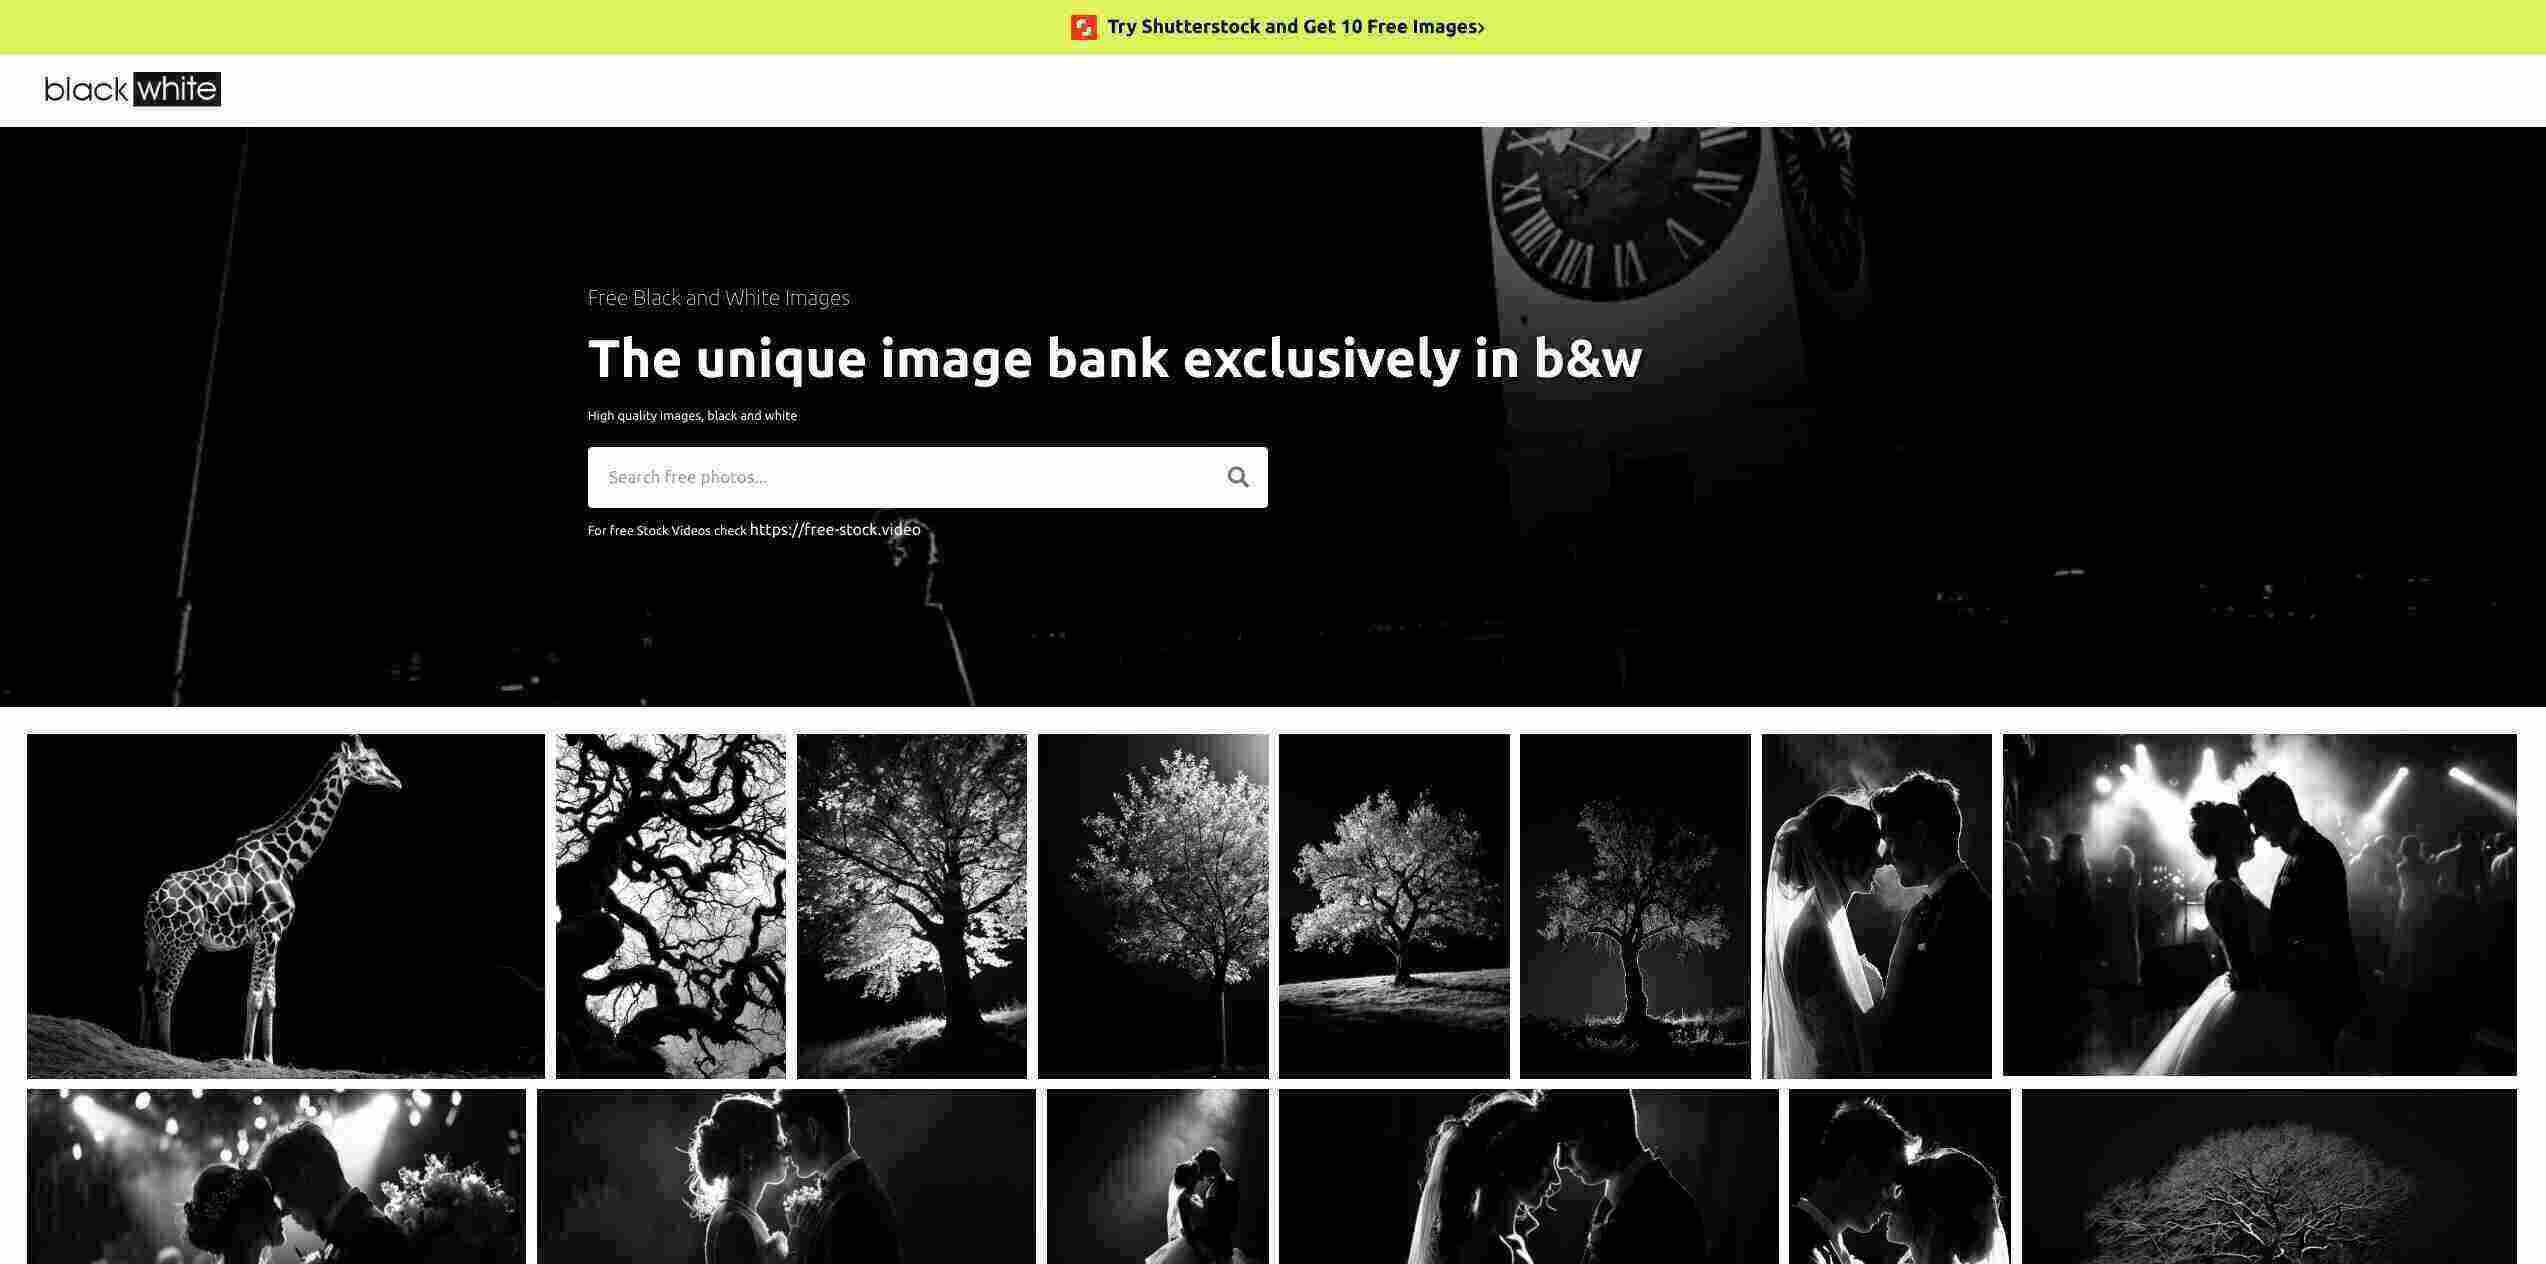 Try Shutterstock and Get 10 Free Images›
black white
Free Black and White Images
The unique image bank exclusively in b&w
High quality images, black and white
Search free photos...
For free Stock Videos check https://free-stock.video